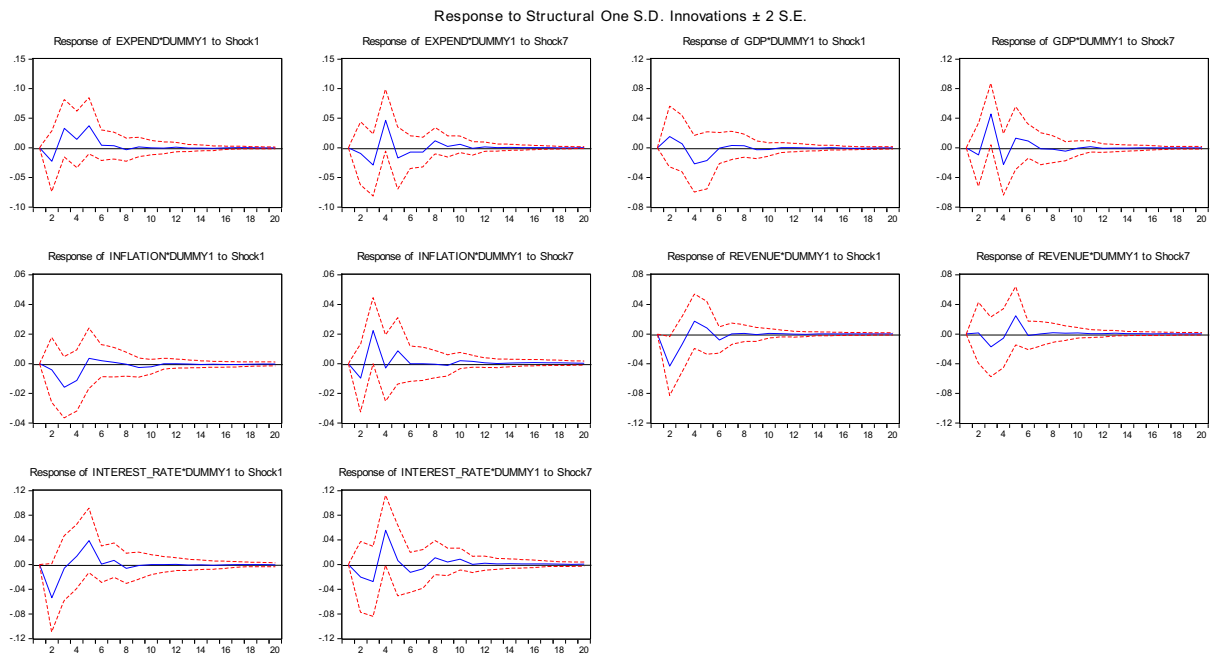 Response to Structural One S.D. Innovations ± 2 S.E.
Response of EXPEND*DUMMY1 to Shock1
.15
.10
.05
.00
-.05
-.10
2 4 6 8 10 12 14 16 18 20
Response of EXPEND*DUMMY1 to Shock7
.15
.10
.05
.00
-.05
-.10
2 4 6 8 10 12 14 16 18 20
Response of GDP*DUMMY1 to Shock1
.12
.08
.04
.00
-.04
-.08
2 4 6 8 10 12 14 16 18 20
Response of GDP*DUMMY1 to Shock7
.12
.08
.04
.00
-.04
-.08
2 4 6 8 10 12 14 16 18 20
Response of INFLATION*DUMMY1 to Shock1
.06
.04
.02
.00
-.02
-.04
2 4 6 8 10 12 14 16 18 20
Response of INFLATION*DUMMY1 to Shock7
.06
.04
.02
.00
-.02
-.04
2 4 6 8 10 12 14 16 18 20
Response of REVENUE*DUMMY1 to Shock1
.08
.04
.00
-.04
-.08
-.12
2 4 6 8 10 12 14 16 18 20
Response of REVENUE*DUMMY1 to Shock7
.08
.04
.00
-.04
-.08
-.12
2 4 6 8 10 12 14 16 18 20
Response of INTEREST_RATE*DUMMY1 to Shock1
.12
.08
.04
.00
-.04
-.08
-.12
2 4 6 8 10 12 14 16 18 20
Response of INTEREST_RATE*DUMMY1 to Shock7
.12
.08
.04
.00
-.04
-.08
-.12
2 4 6 8 10 12 14 16 18 20